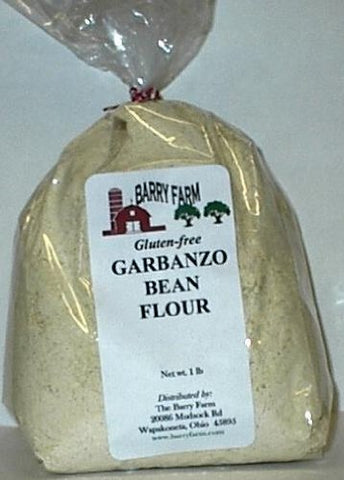 BARRY FARM
Gluten-free
GARBANZO
BEAN
FLOUR
Net wt. 1 lb
Distributed by:
The Barry Farm
20086 Mudsock Rd
Wapakoneta, Ohio 45895
www.barryfarm.com